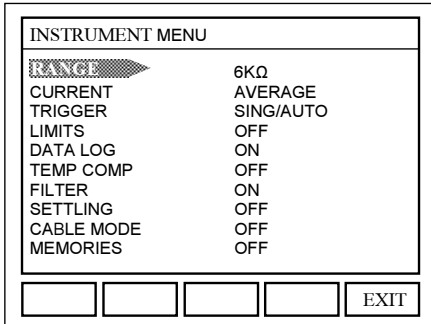 INSTRUMENT MENU
RANGE 6KΩ
CURRENT AVERAGE
TRIGGER SING/AUTO
LIMITS OFF
DATA LOG ON
TEMP COMP OFF
FILTER ON
SETTLING OFF
CABLE MODE OFF
MEMORIES OFF
EXIT